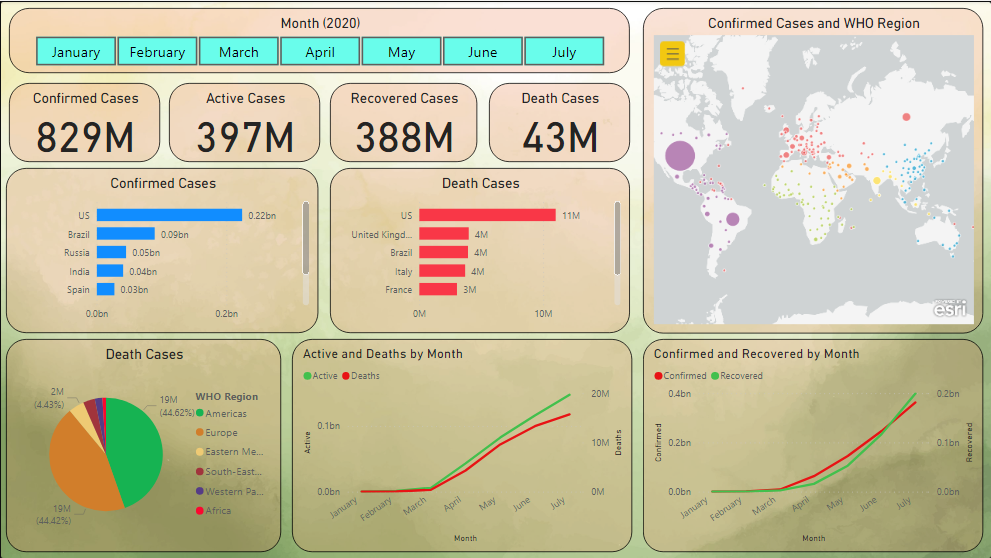 Month (2020)
January
February
March
April
May
June
July
Confirmed Cases and WHO Region
esri
Confirmed Cases
829M
Active Cases
397M
Recovered Cases
388M
Death Cases
43M
Confirmed Cases
US
0.22bn
Brazil
0.09bn
Russia
0.05bn
India
0.04bn
Spain
0.03bn
0.0bn
0.2bn
Death Cases
US
11M
United Kingd...
4M
Brazil
4M
Italy
4M
France
3M
0M
10M
Death Cases
2M
(4.43%)
19M
(44.62%)
19M
(44.42%)
WHO Region
Americas
Europe
Eastern Me...
South-East...
Western Pa...
Africa
Active and Deaths by Month
Active
Deaths
0.1bn
0.0bn
Active
20M
10M
0M
Deaths
January
February
March
April
May
June
July
Month
Confirmed and Recovered by Month
Confirmed
Recovered
0.4bn
0.2bn
0.0bn
Confirmed
0.2bn
0.1bn
0.0bn
Recovered
January
February
March
April
May
June
July
Month